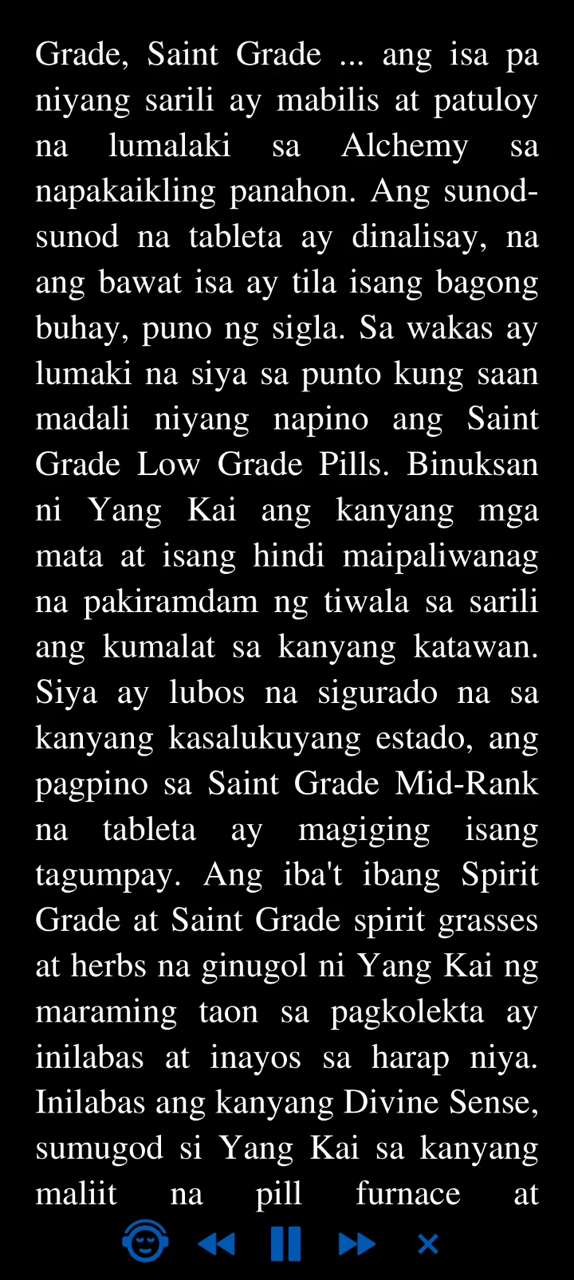 Grade, Saint Grade ... ang isa pa
niyang sarili ay mabilis at patuloy
na lumalaki sa Alchemy sa
napakaikling panahon. Ang sunod-
sunod na tableta ay dinalisay, na
ang bawat isa ay tila isang bagong
buhay, puno ng sigla. Sa wakas ay
lumaki na siya sa punto kung saan
madali niyang napino ang Saint
Grade Low Grade Pills. Binuksan
ni Yang Kai ang kanyang mga
mata at isang hindi maipaliwanag
na pakiramdam ng tiwala sa sarili
ang kumalat sa kanyang katawan.
Siya ay lubos na sigurado na sa
kanyang kasalukuyang estado, ang
pagpino sa Saint Grade Mid-Rank
na tableta ay magiging isang
tagumpay. Ang iba't ibang Spirit
Grade at Saint Grade spirit grasses
at herbs na ginugol ni Yang Kai ng
maraming taon sa pagkolekta ay
inilabas at inayos sa harap niya.
Inilabas ang kanyang Divine Sense,
sumugod si Yang Kai sa kanyang
maliit na pill furnace at